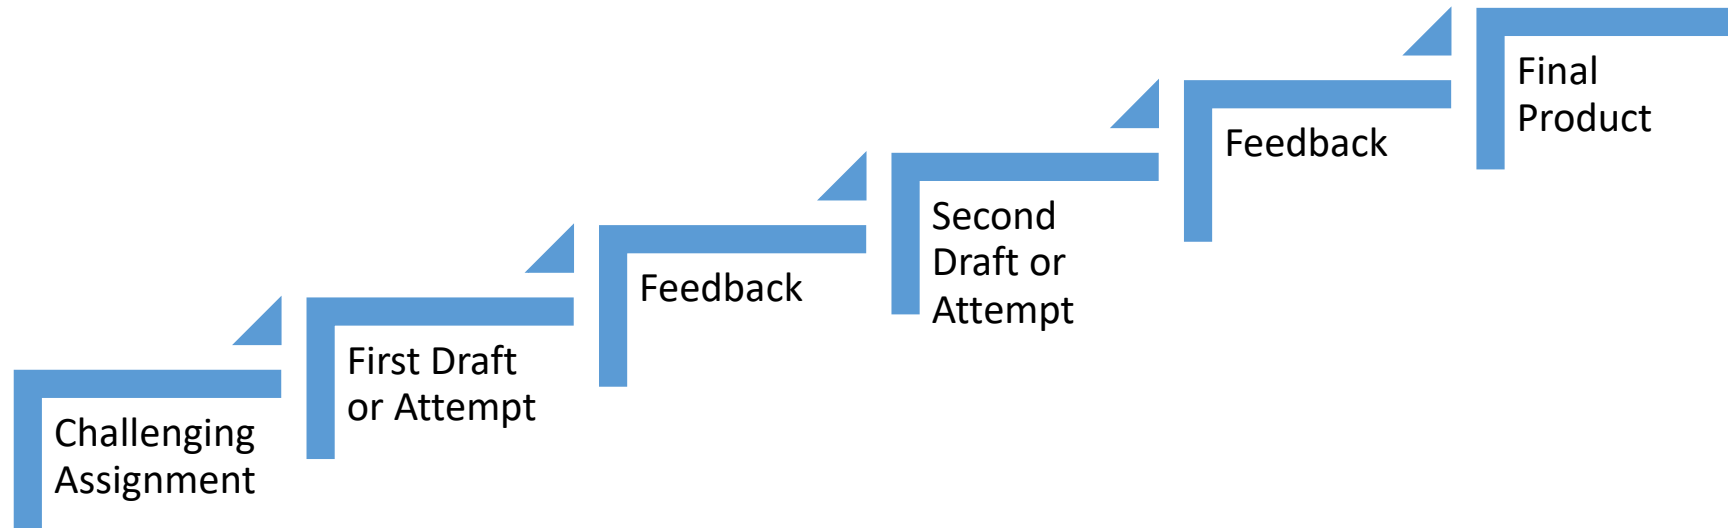 Challenging
Assignment
First Draft
or Attempt
Feedback
Second
Draft or
Attempt
Feedback
Final
Product